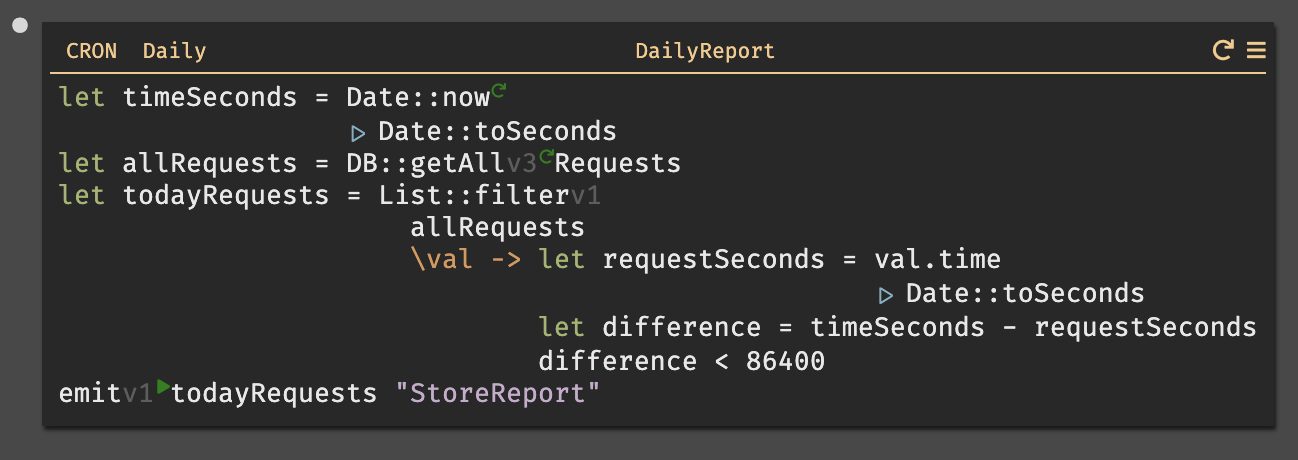 CRON Daily DailyReport
let timeSeconds = Date::now
▷ Date::toSeconds
let allRequests = DB::getAllv3 Requests
let todayRequests = List::filterv1
allRequests
\val -> let requestSeconds = val.time
▷ Date::toSeconds
let difference = timeSeconds - requestSeconds
difference < 86400
emitv1 todayRequests "StoreReport"